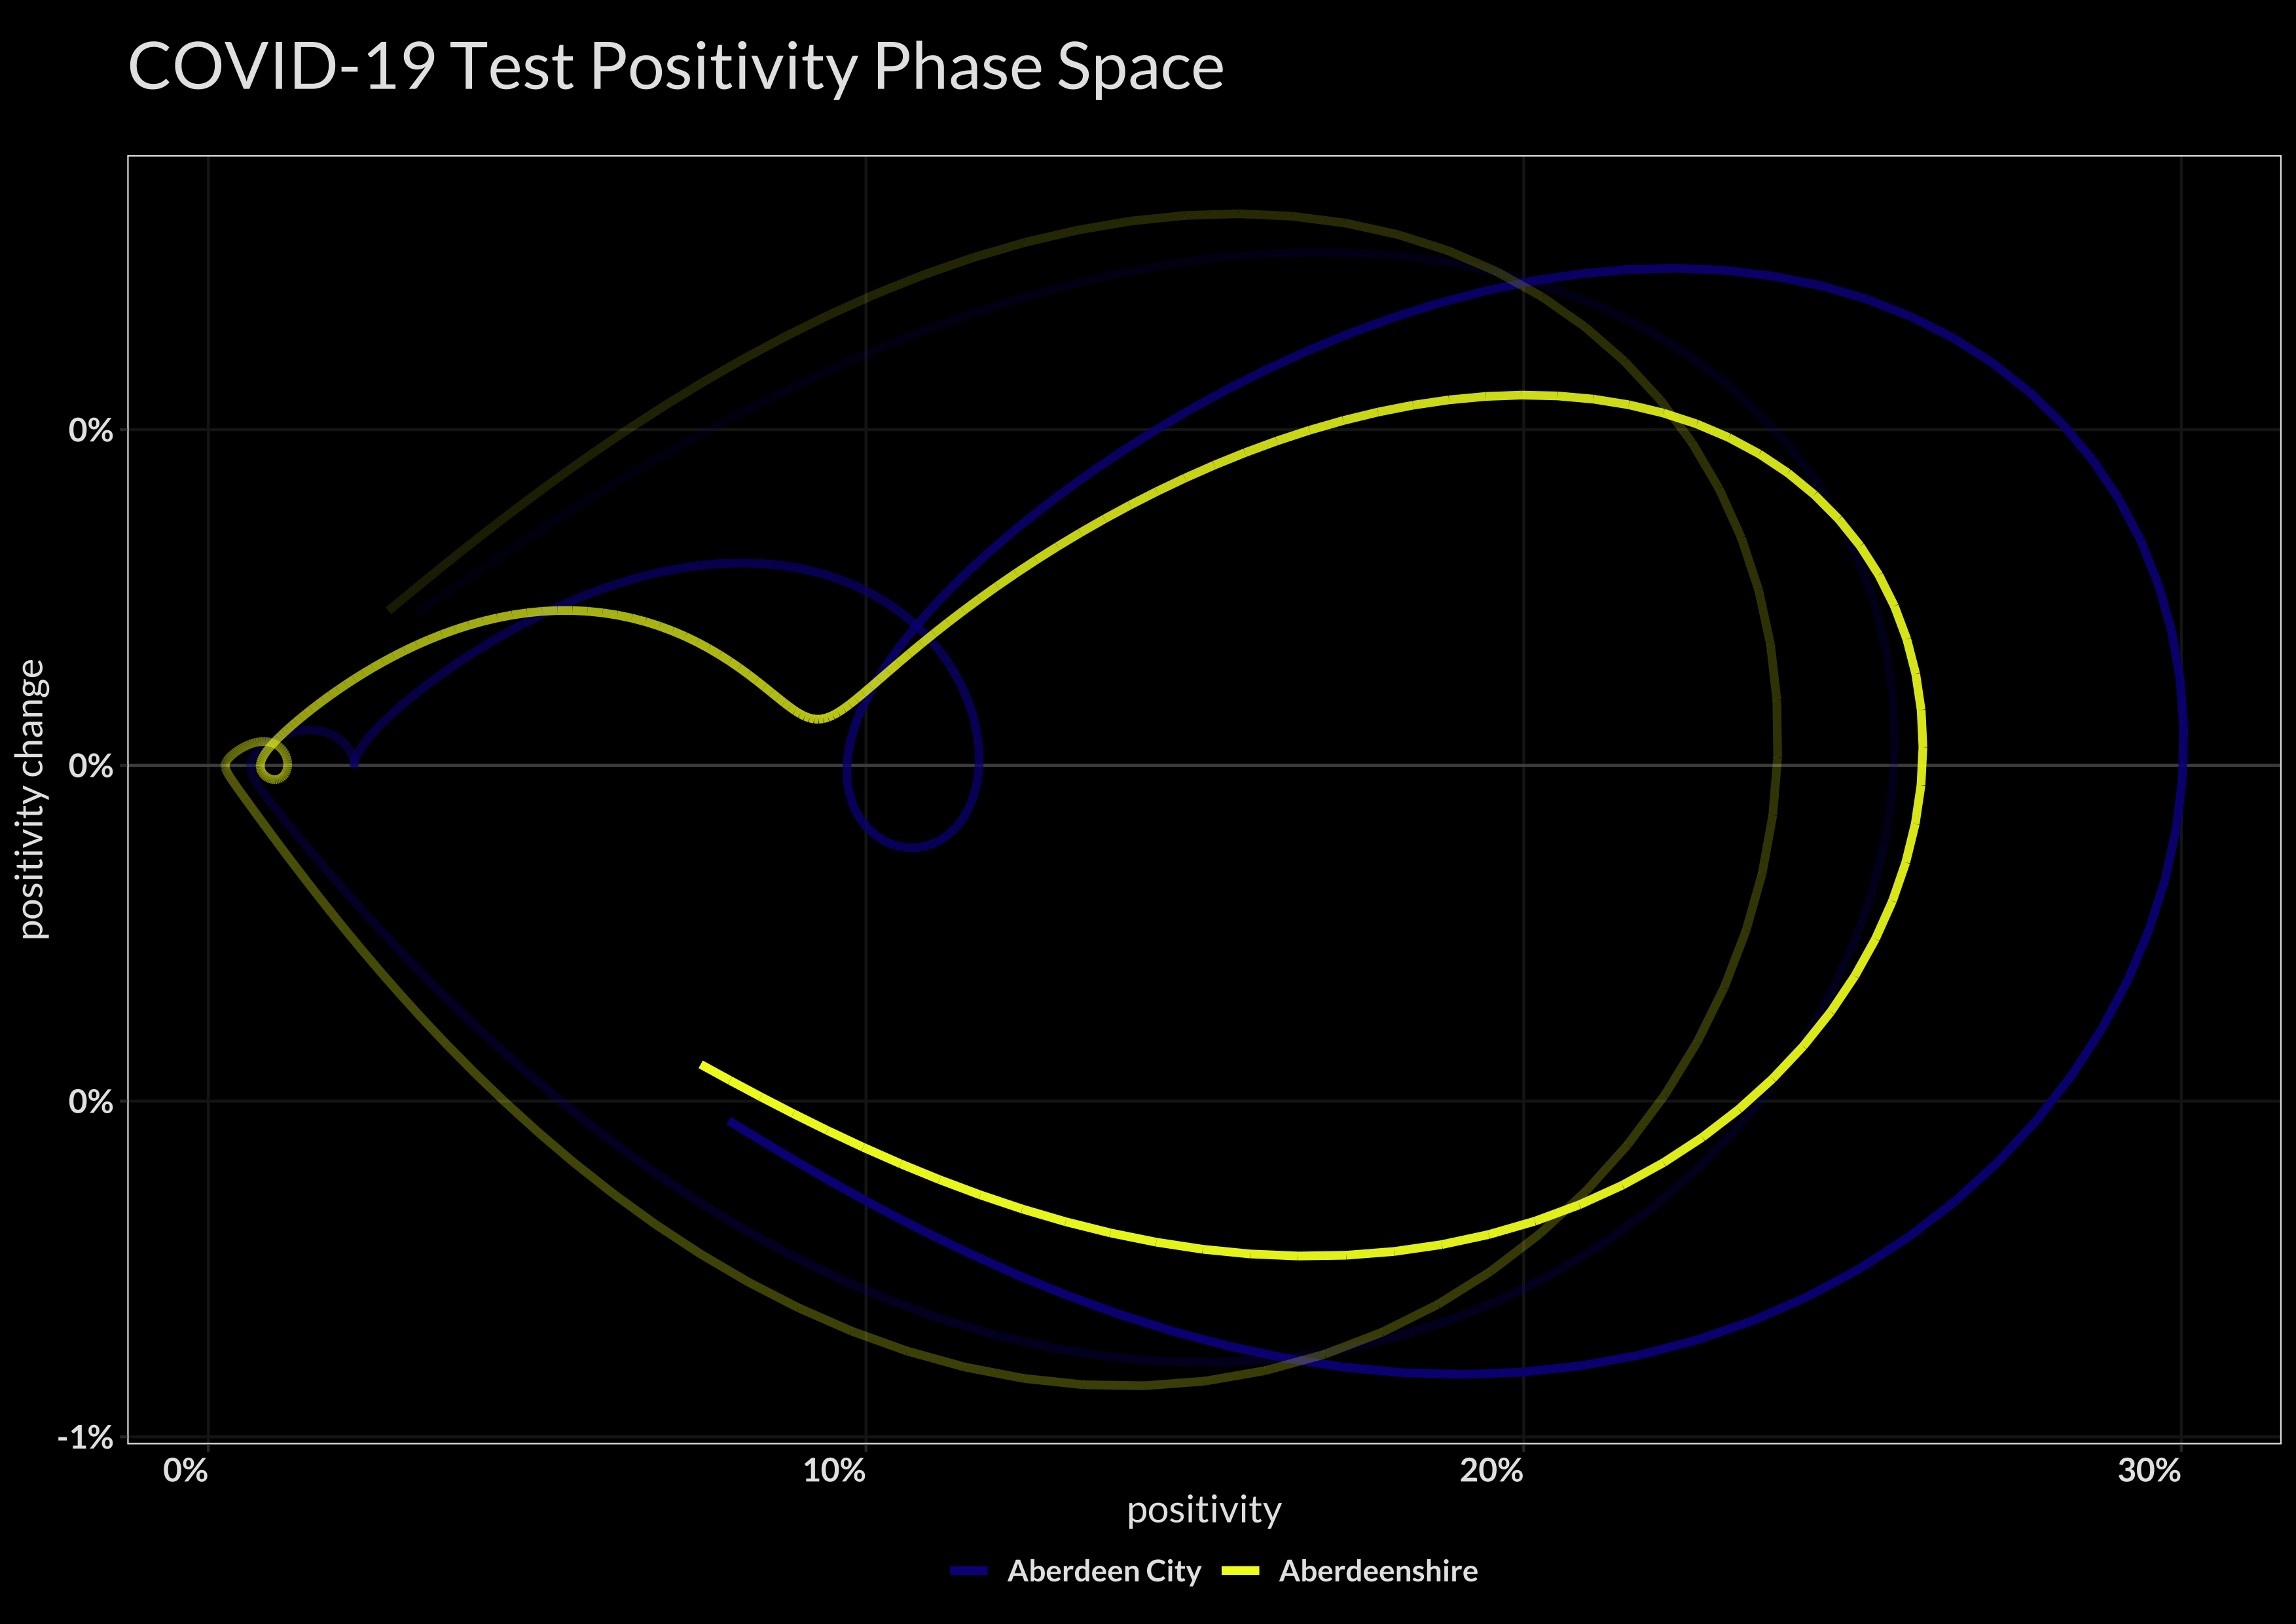 COVID-19 Test Positivity Phase Space
positivity change
0%
0%
0%
-1%
0% 10% 20% 30%
positivity
Aberdeen City Aberdeenshire